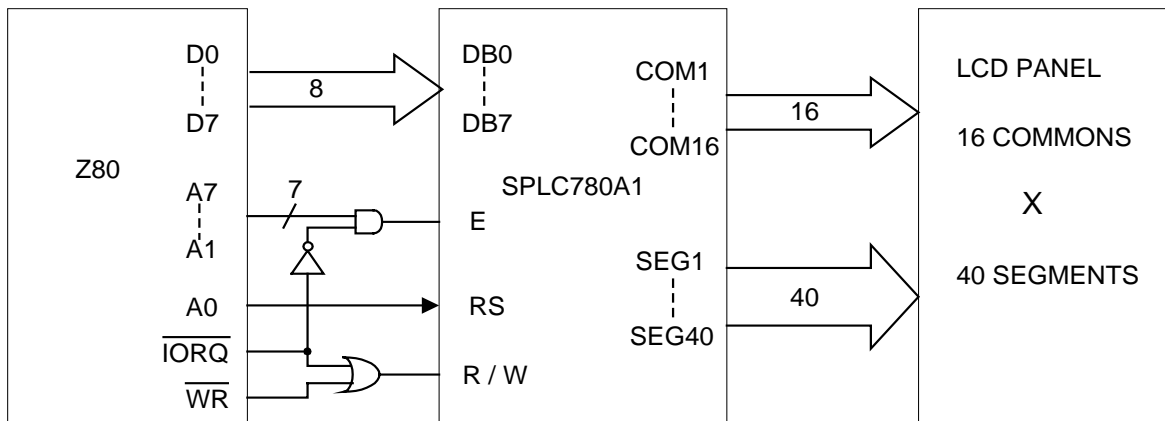 Z80
D0
D7
A7
A1
A0
IORQ
WR
8
7
SPLC780A1
DB0
DB7
E
RS
R / W
COM1
COM16
SEG1
SEG40
16
40
LCD PANEL
16 COMMONS
X
40 SEGMENTS